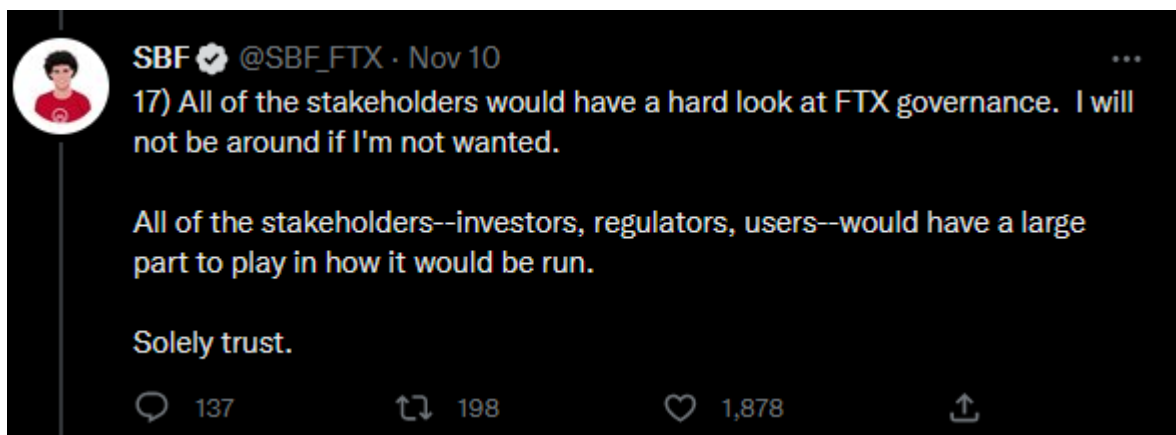 SBF @SBF_FTX · Nov 10
17) All of the stakeholders would have a hard look at FTX governance.  I will
not be around if I'm not wanted.
All of the stakeholders--investors, regulators, users--would have a large
part to play in how it would be run.
Solely trust.
137 198 1,878